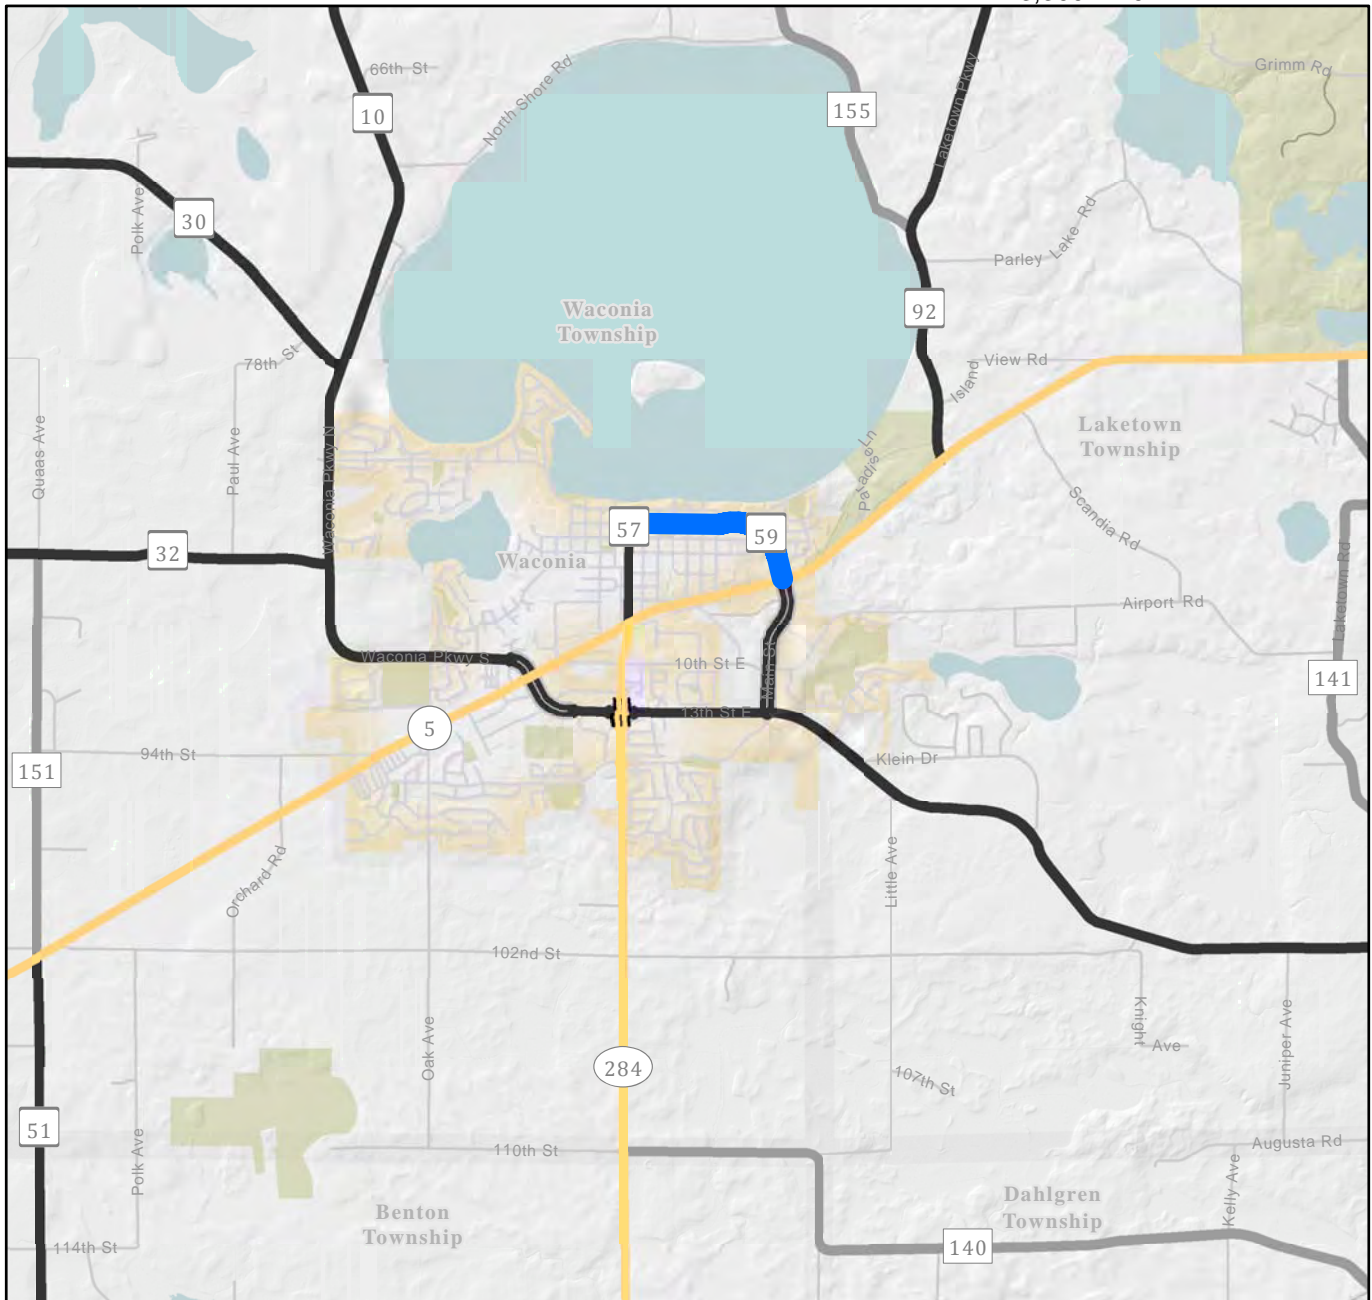 66th St
North Shore Rd
10
155
Laketown Pkwy
Grimm Rd
30
Polk Ave
Parley Lake Rd
Waconia
Township
92
78th St
View Rd
Island
Quaas Ave
Paul Ave
Waconia Pkwy N
Paradise Ln
Laketown
Township
Scandia Rd
57
59
32
Waconia
Airport Rd
Laketown Rd
Waconia Pkwy S
10th St E
Main St
141
13th St E
5
94th St
151
Klein Dr
Orchard Rd
Little Ave
102nd St
Knight
Ave
Juniper Ave
Oak Ave
284
107th St
51
Polk Ave
110th St
Augusta Rd
Kelly Ave
Benton
Township
Dahlgren
Township
114th St
140